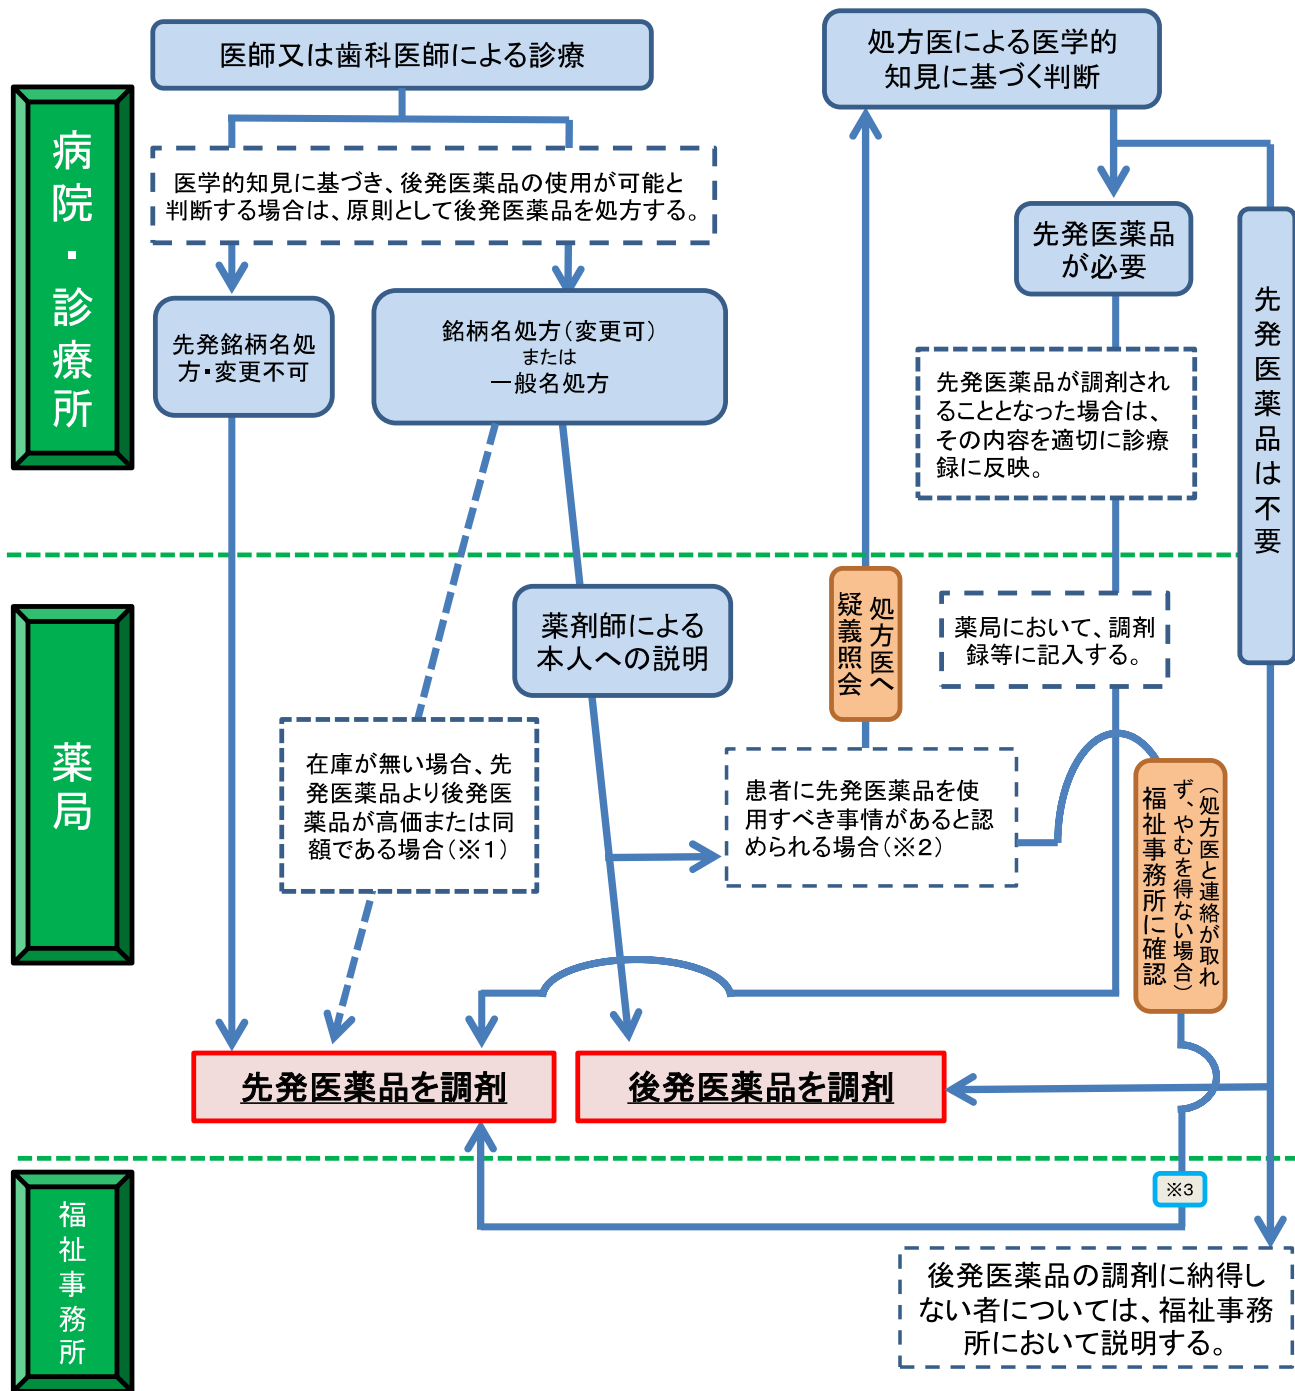 病院・診療所
医師又は歯科医師による診療
医学的知見に基づき、後発医薬品の使用が可能と
判断する場合は、原則として後発医薬品を処方する。
先発銘柄名処
方・変更不可
銘柄名処方（変更可）
または
一般名処方
処方医による医学的
知見に基づく判断
先発医薬品
が必要
先発医薬品が調剤され
ることとなった場合は、
その内容を適切に診療
録に反映。
先発医薬品は不要
薬局
薬剤師による
本人への説明
在庫が無い場合、先
発医薬品より後発医
薬品が高価または同
額である場合（※1）
処方医へ
疑義照会
患者に先発医薬品を使
用すべき事情があると認
められる場合（※2）
薬局において、調剤
録等に記入する。
（処方医と連絡が取れ
ず、やむを得ない場合）
福祉事務所に確認
先発医薬品を調剤
後発医薬品を調剤
福祉事務所
※3
後発医薬品の調剤に納得し
ない者については、福祉事務
所において説明する。